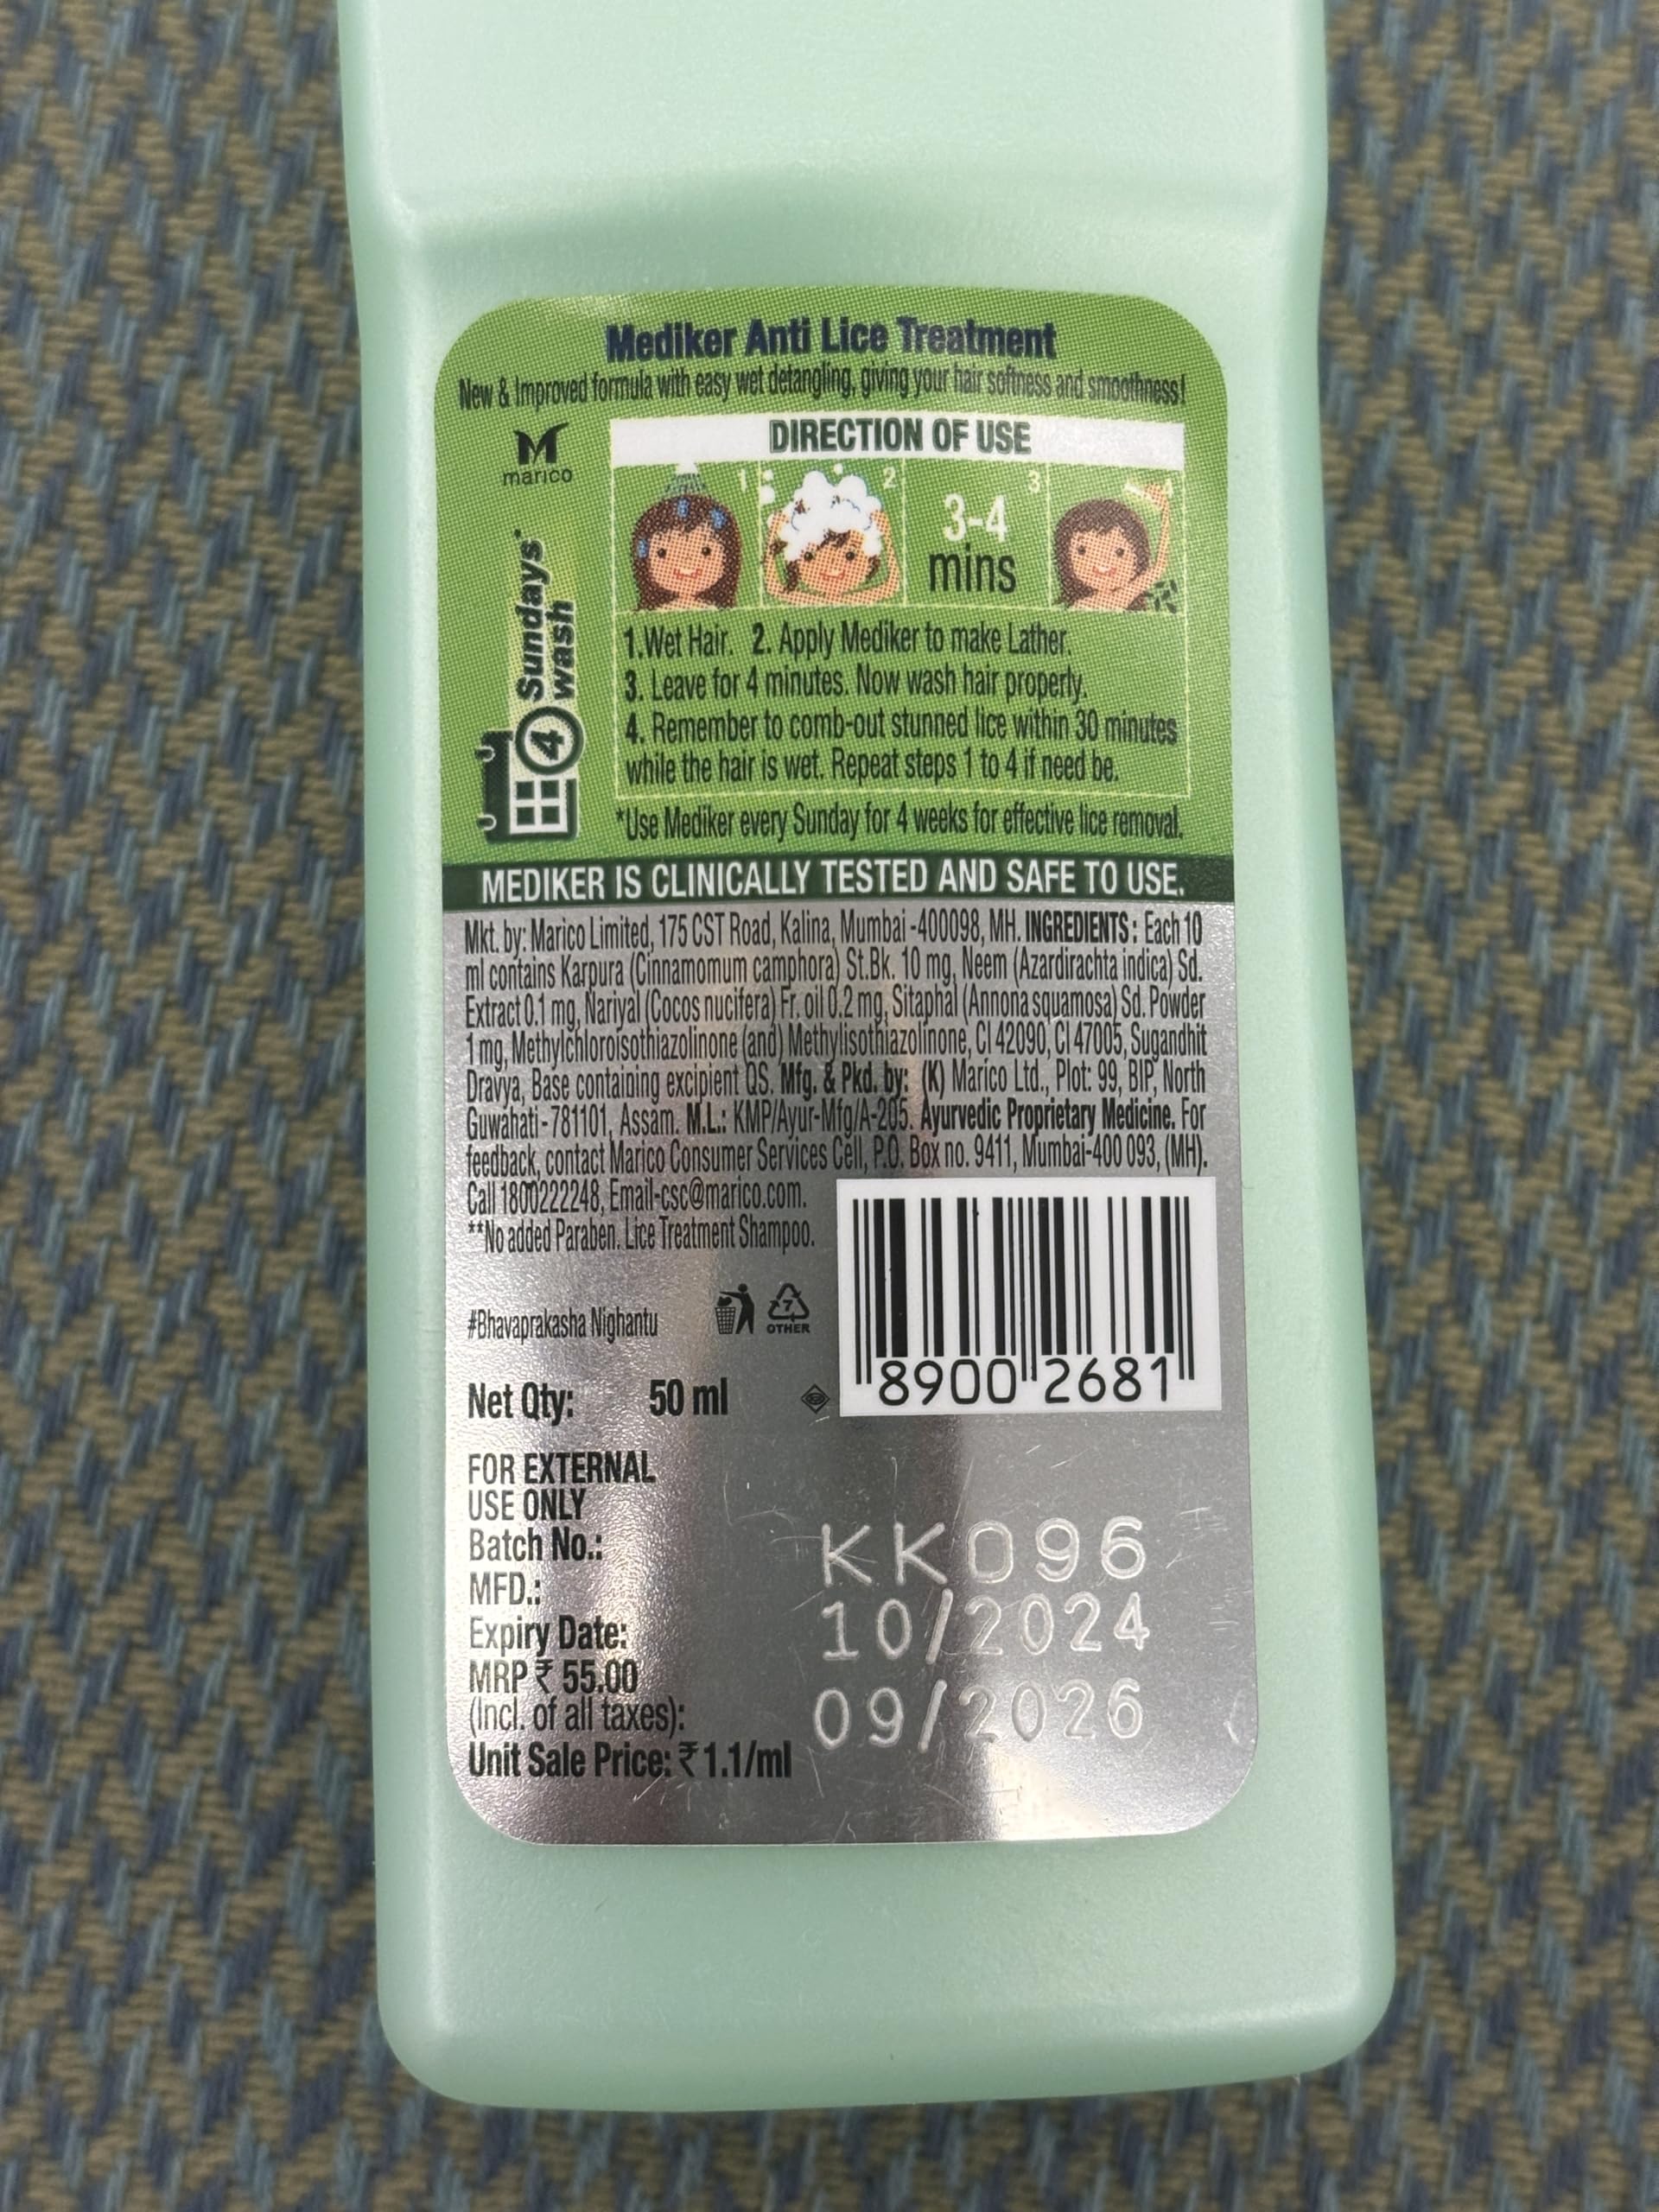 Mediker Anti Lice Treatment
New & Improved formula with easy wet detangling, giving your hair softness and smoothness!
M
marico
DIRECTION OF USE
1
2
3
4
3-4
mins
4 Sundays*
wash
1.Wet Hair. 2. Apply Mediker to make Lather.
3. Leave for 4 minutes. Now wash hair properly.
4. Remember to comb-out stunned lice within 30 minutes
while the hair is wet. Repeat steps 1 to 4 if need be.
*Use Mediker every Sunday for 4 weeks for effective lice removal.
MEDIKER IS CLINICALLY TESTED AND SAFE TO USE.
Mkt. by: Marico Limited, 175 CST Road, Kalina, Mumbai -400098, MH. INGREDIENTS: Each 10
ml contains Karpura (Cinnamomum camphora) St.Bk. 10 mg, Neem (Azardirachta indica) Sd.
Extract 0.1 mg, Nariyal (Cocos nucifera) Fr. oil 0.2 mg, Sitaphal (Annona squamosa) Sd. Powder
1 mg, Methylchloroisothiazolinone (and) Methylisothiazolinone, CI 42090, CI 47005, Sugandhit
Dravya, Base containing excipient QS. Mfg. & Pkd. by: (K) Marico Ltd., Plot: 99, BIP, North
Guwahati -781101, Assam. M.L.: KMP/Ayur-Mfg/A-205. Ayurvedic Proprietary Medicine. For
feedback, contact Marico Consumer Services Cell, P.O. Box no. 9411, Mumbai-400 093, (MH).
Call 1800222248, Email-csc@marico.com.
**No added Paraben. Lice Treatment Shampoo.
#Bhavaprakasha Nighantu
7
OTHER
8900 2681
Net Qty: 50 ml
FOR EXTERNAL
USE ONLY
Batch No.: KK096
MFD.: 10/2024
Expiry Date: 09/2026
MRP ₹ 55.00
(Incl. of all taxes):
Unit Sale Price: ₹ 1.1/ml